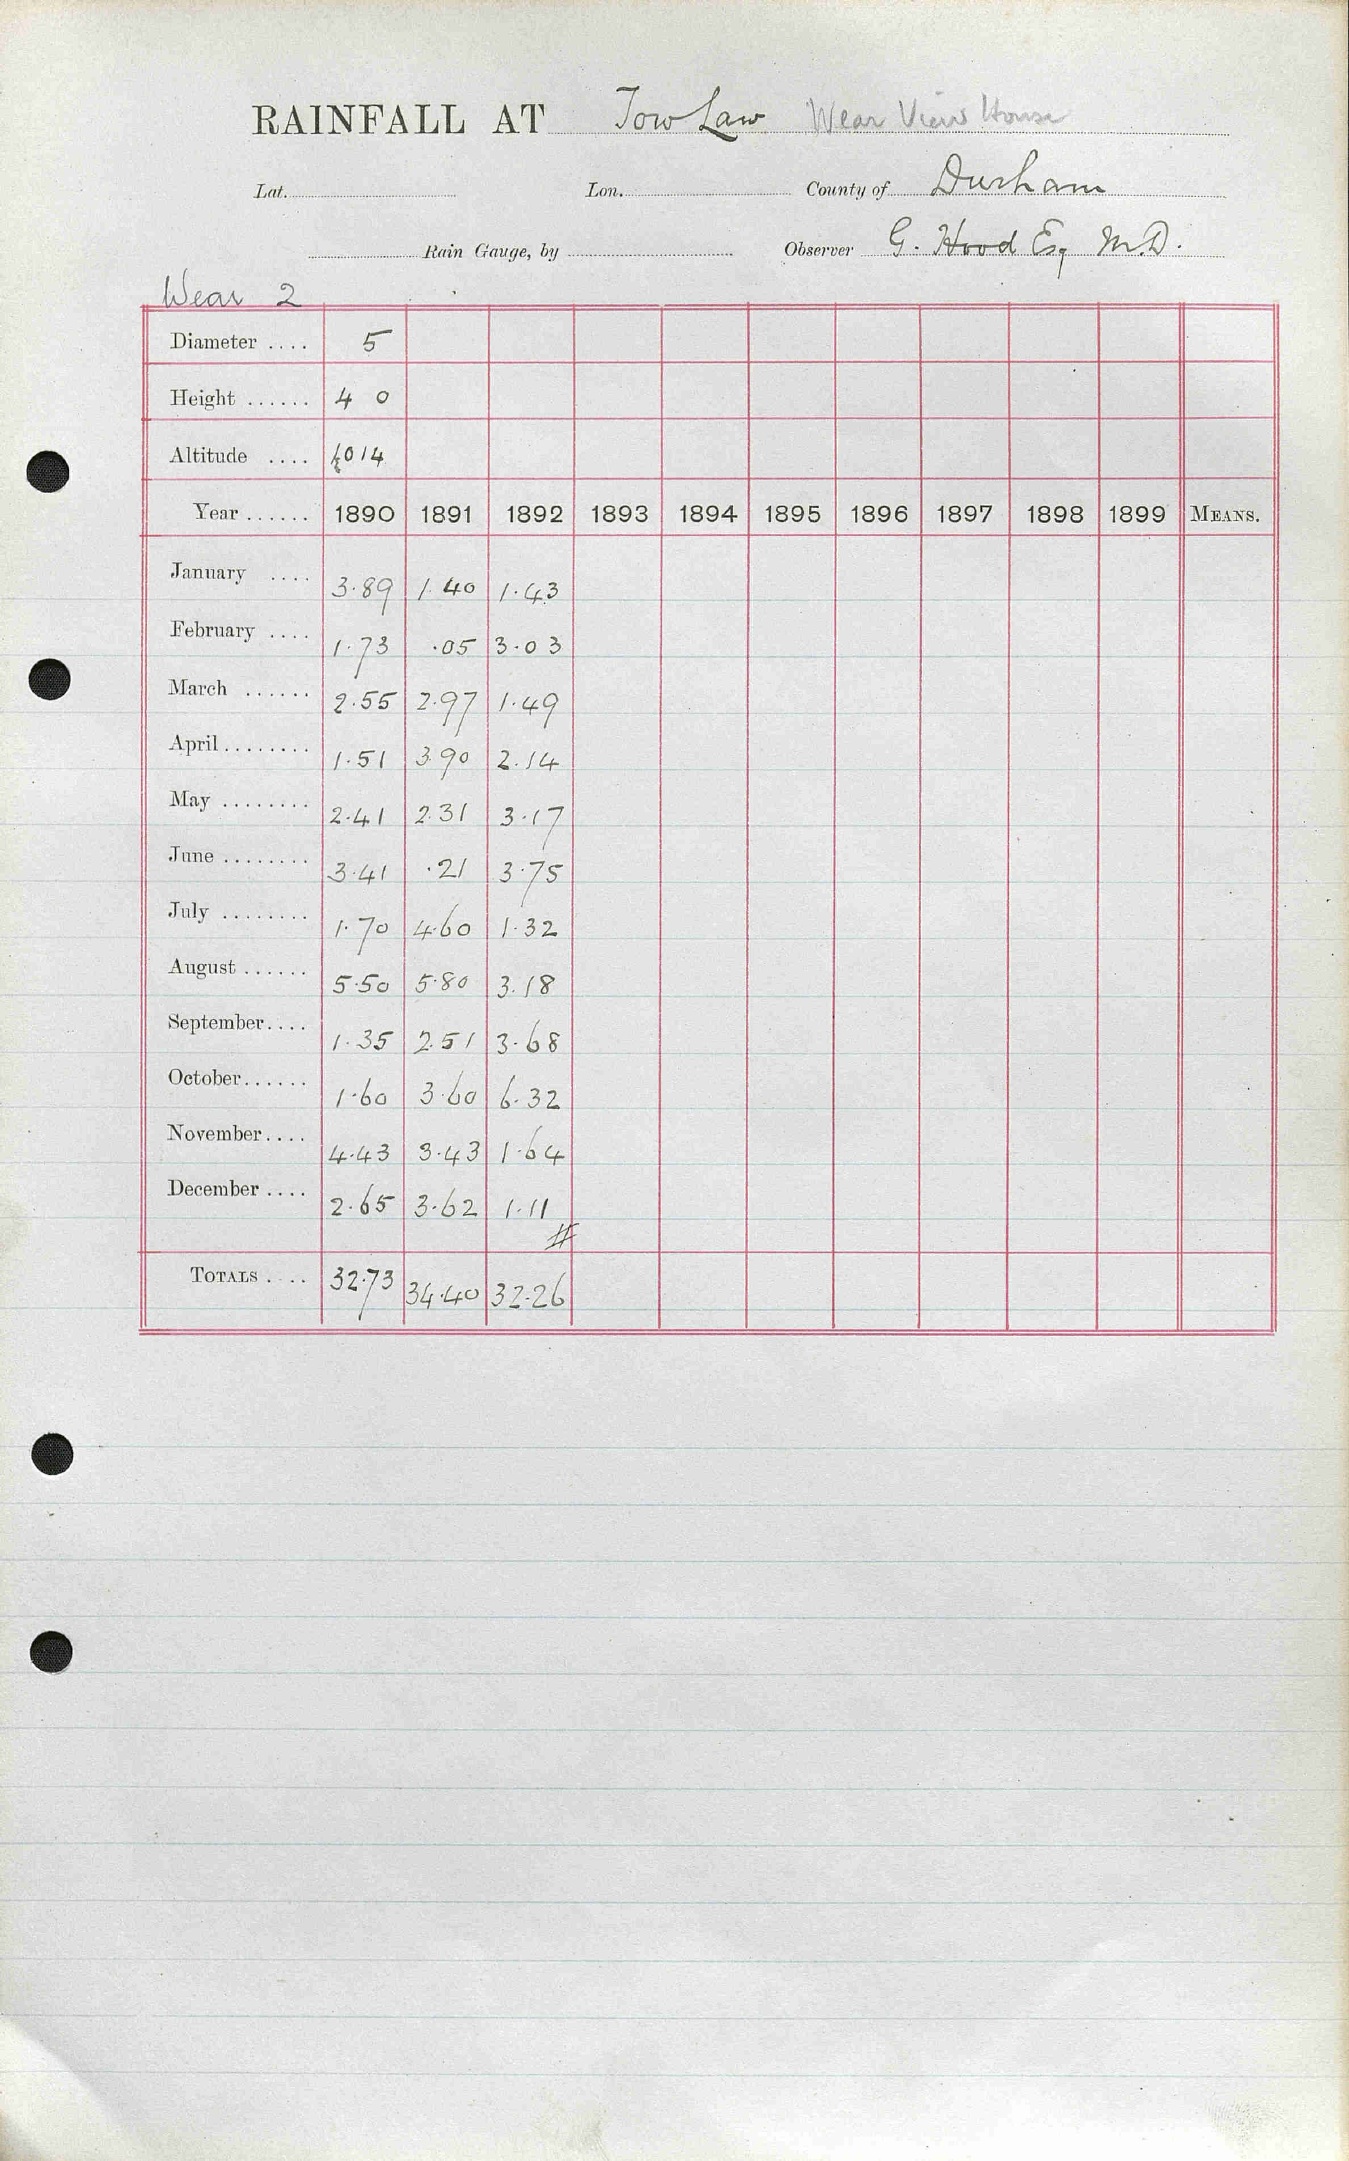 RAINFALL AT Tow Law Wear View House
Lat. Lon. County of Durham
Rain Gauge, by Observer G. Hood Esq M.D.
Wear 2
Diameter .... 5
Height ...... 4 0
Altitude .... 1014
Year ...... 1890 1891 1892 1893 1894 1895 1896 1897 1898 1899 MEANS.
January .... 3.89 1.40 1.43
February .... 1.73 .05 3.03
March ...... 2.55 2.97 1.49
April ........ 1.51 3.90 2.14
May ........ 2.41 2.31 3.17
June ........ 3.41 .21 3.75
July ........ 1.70 4.60 1.32
August ...... 5.50 5.80 3.18
September.... 1.35 2.51 3.68
October...... 1.60 3.60 6.32
November.... 4.43 3.43 1.64
December .... 2.65 3.62 1.11
#
TOTALS .... 32.73 34.40 32.26